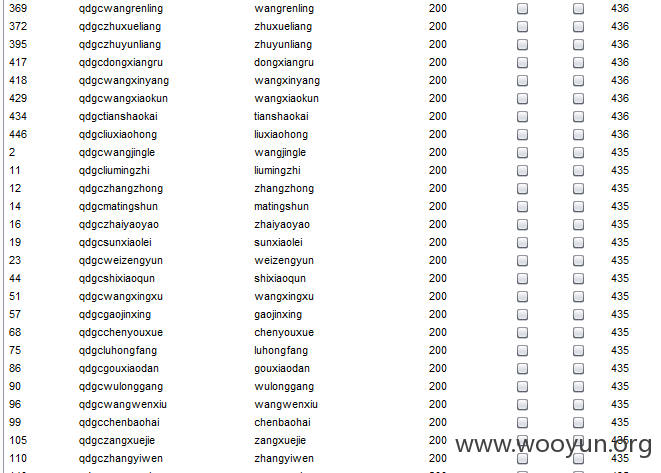 369 qdgcwangrenling wangrenling 200 436
372 qdgczhuxueliang zhuxueliang 200 436
395 qdgczhuyunliang zhuyunliang 200 436
417 qdgcdongxiangru dongxiangru 200 436
418 qdgcwangxinyang wangxinyang 200 436
429 qdgcwangxiaokun wangxiaokun 200 436
434 qdgctianshaokai tianshaokai 200 436
446 qdgcliuxiaohong liuxiaohong 200 436
2 qdgcwangjingle wangjingle 200 435
11 qdgcliumingzhi liumingzhi 200 435
12 qdgczhangzhong zhangzhong 200 435
14 qdgcmatingshun matingshun 200 435
16 qdgczhaiyaoyao zhaiyaoyao 200 435
19 qdgcsunxiaolei sunxiaolei 200 435
23 qdgcweizengyun weizengyun 200 435
44 qdgcshixiaoqun shixiaoqun 200 435
51 qdgcwangxingxu wangxingxu 200 435
57 qdgcgaojinxing gaojinxing 200 435
68 qdgcchenyouxue chenyouxue 200 435
75 qdgcluhongfang luhongfang 200 435
86 qdgcgouxiaodan gouxiaodan 200 435
90 qdgcwulonggang wulonggang 200 435
96 qdgcwangwenxiu wangwenxiu 200 435
99 qdgcchenbaohai chenbaohai 200 435
105 qdgczangxuejie zangxuejie 200 435
110 qdgczhangyiwen zhangyiwen 200 435
www.wooyun.org